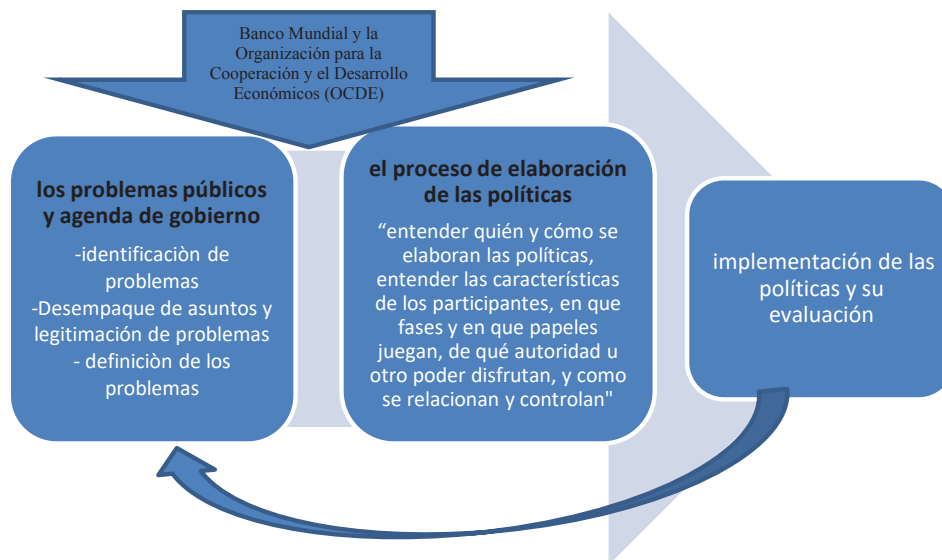 Banco Mundial y la
Organización para la
Cooperación y el Desarrollo
Económicos (OCDE)
los problemas públicos
y agenda de gobierno
-identificaciòn de
problemas
-Desempaque de asuntos y
legitimación de problemas
- definiciòn de los
problemas
el proceso de elaboración
de las políticas
“entender quién y cómo se
elaboran las políticas,
entender las características
de los participantes, en que
fases y en que papeles
juegan, de qué autoridad u
otro poder disfrutan, y como
se relacionan y controlan"
implementación de las
políticas y su
evaluación